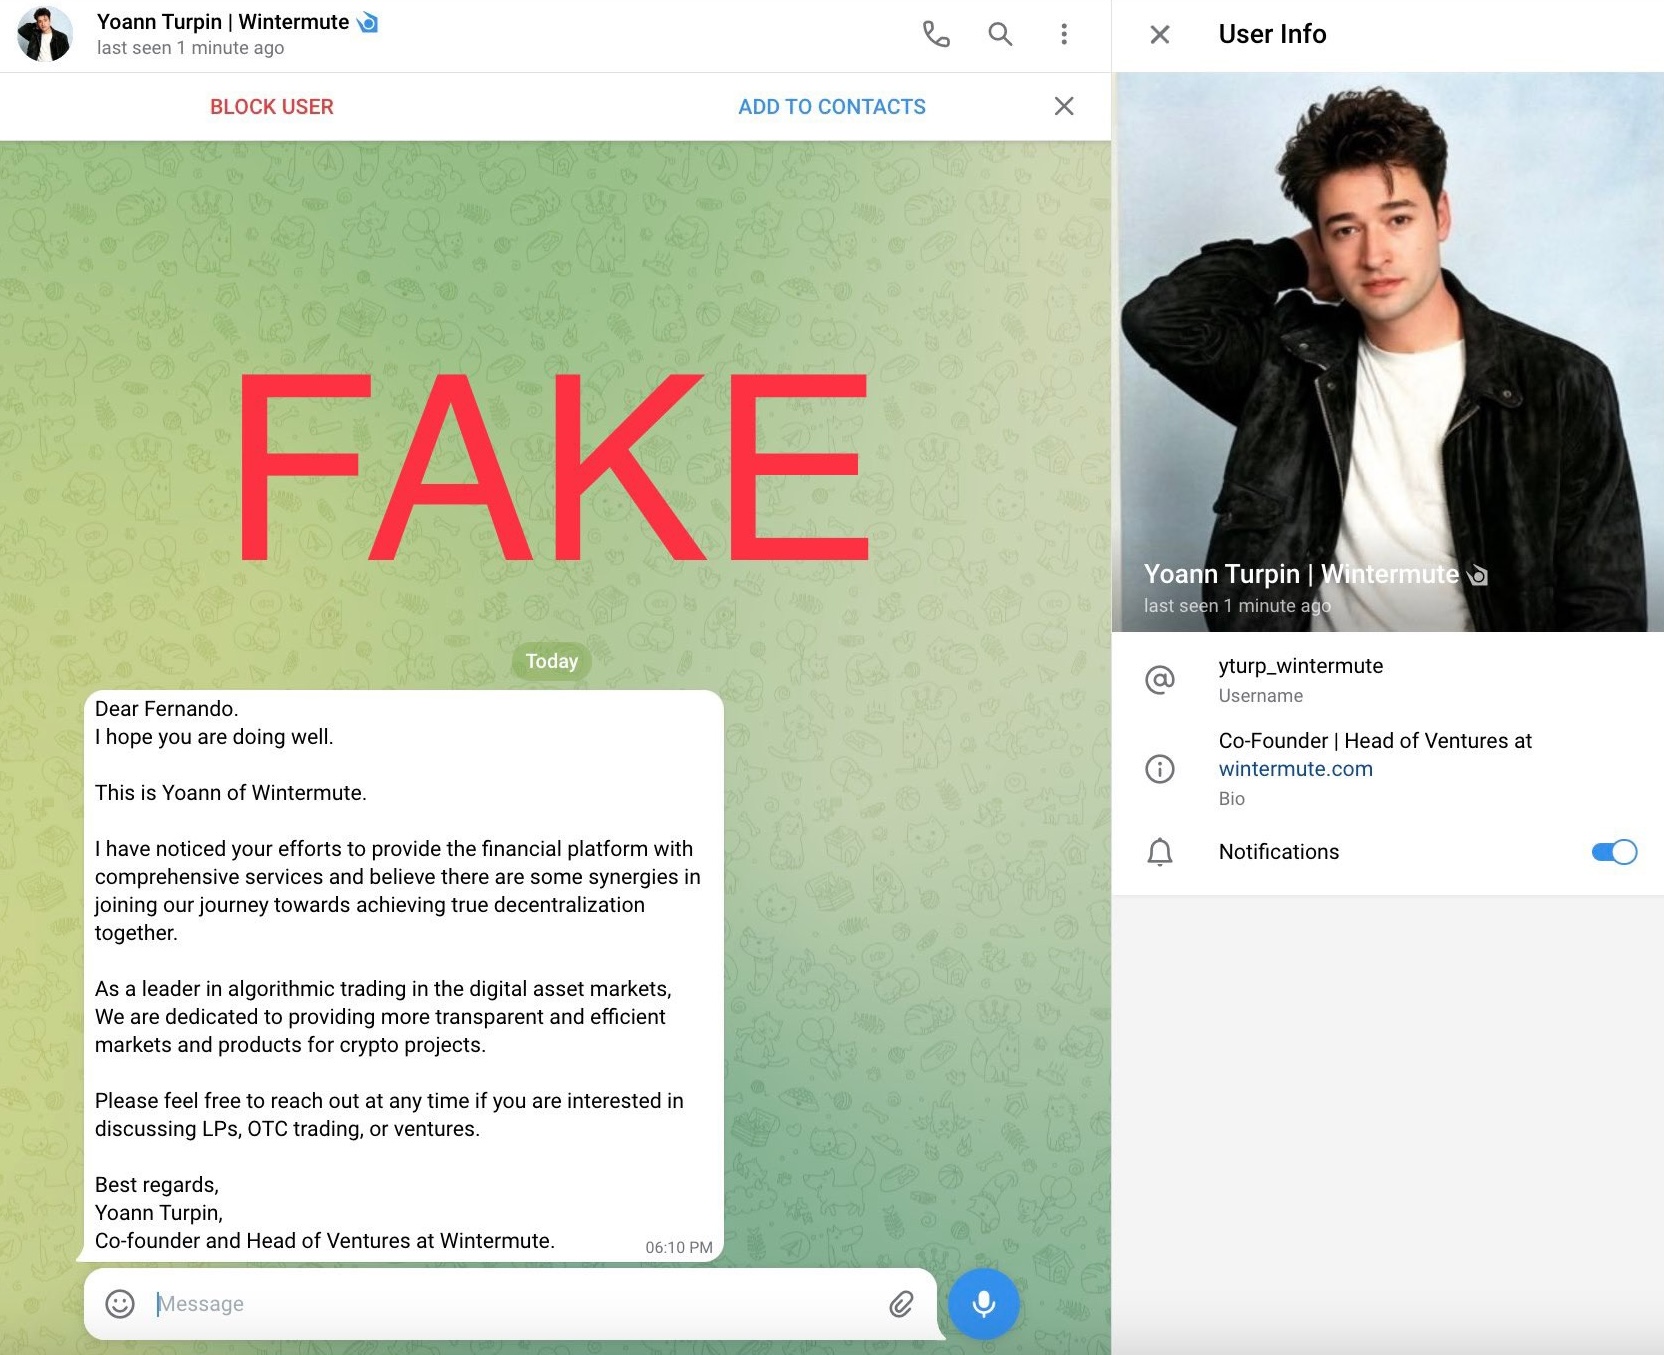 Yoann Turpin | Wintermute
last seen 1 minute ago
BLOCK USER
ADD TO CONTACTS
FAKE
Today
Dear Fernando.
I hope you are doing well.
This is Yoann of Wintermute.
I have noticed your efforts to provide the financial platform with
comprehensive services and believe there are some synergies in
joining our journey towards achieving true decentralization
together.
As a leader in algorithmic trading in the digital asset markets,
We are dedicated to providing more transparent and efficient
markets and products for crypto projects.
Please feel free to reach out at any time if you are interested in
discussing LPs, OTC trading, or ventures.
Best regards,
Yoann Turpin,
Co-founder and Head of Ventures at Wintermute.
06:10 PM
Message
User Info
Yoann Turpin | Wintermute
last seen 1 minute ago
yturp_wintermute
Username
Co-Founder | Head of Ventures at
wintermute.com
Bio
Notifications